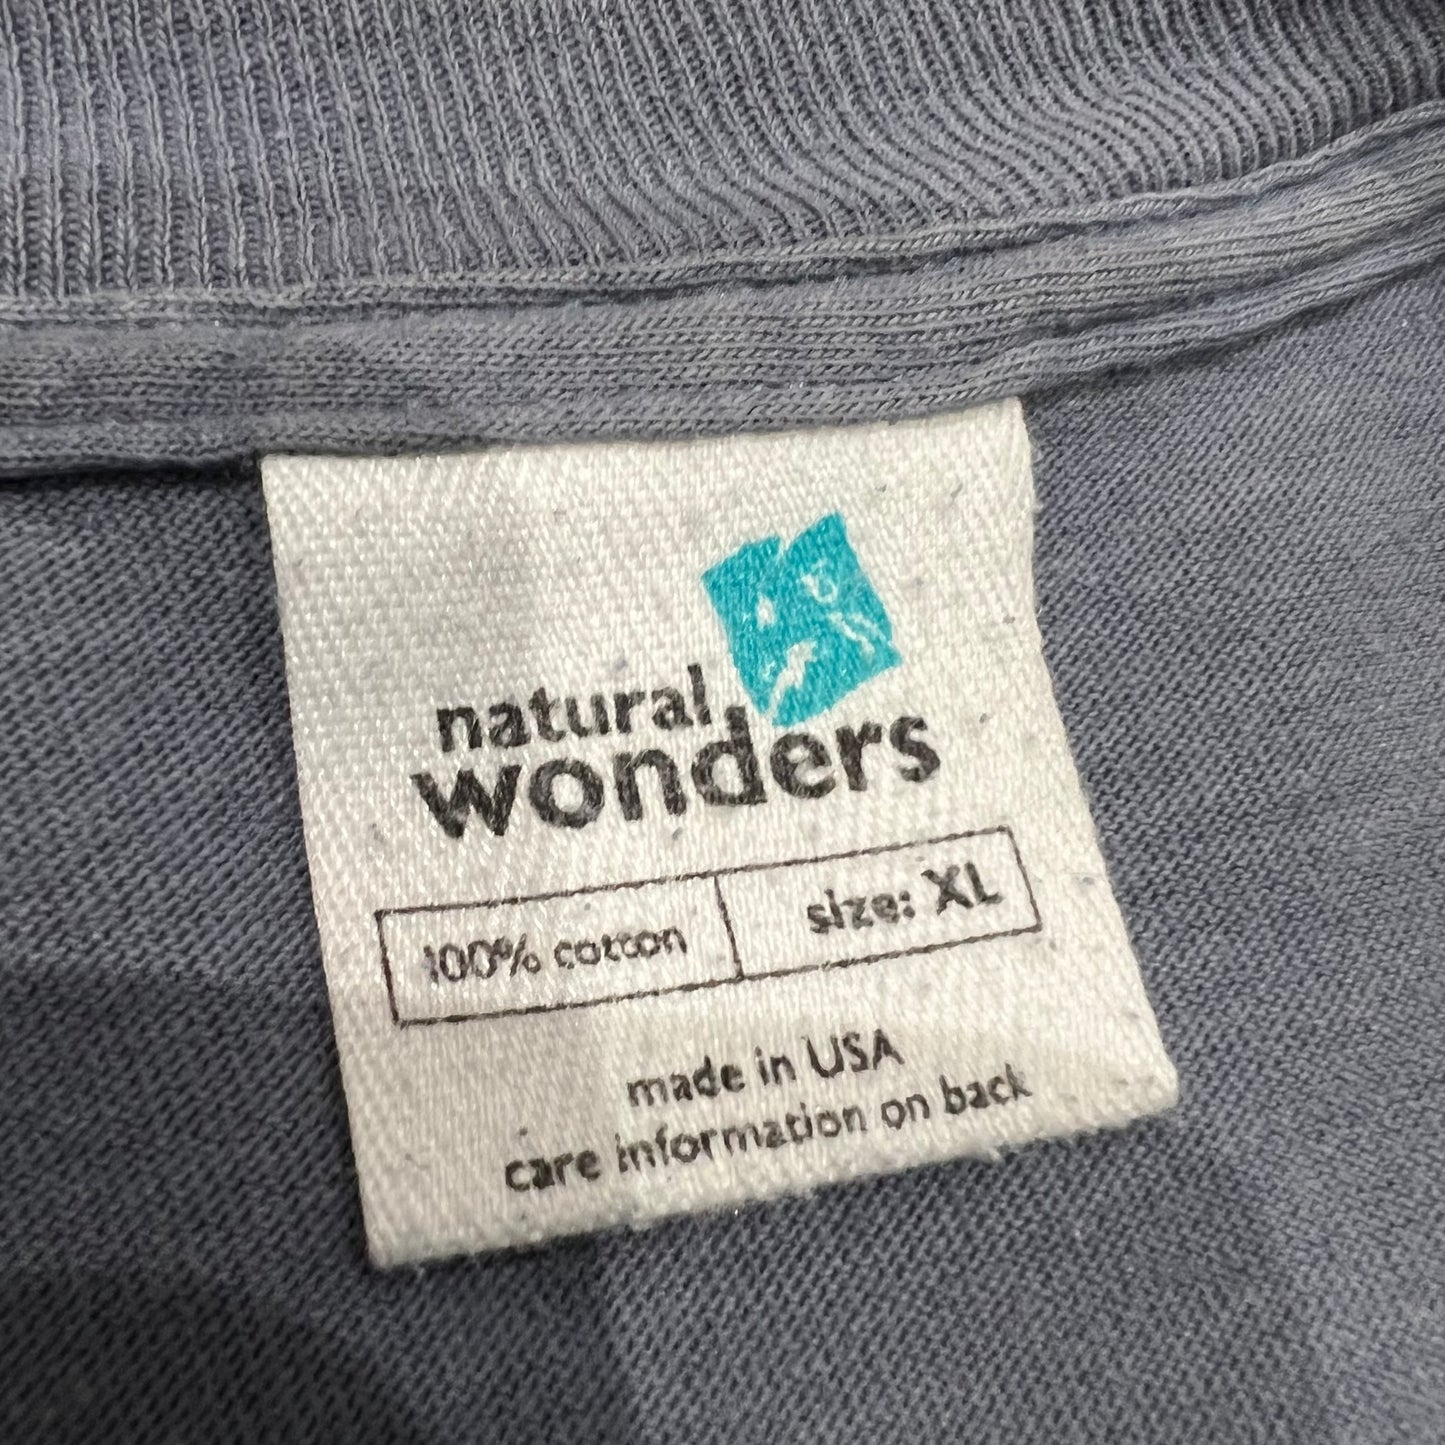 natural
wonders
100% cotton
size: XL
made in USA
care information on back